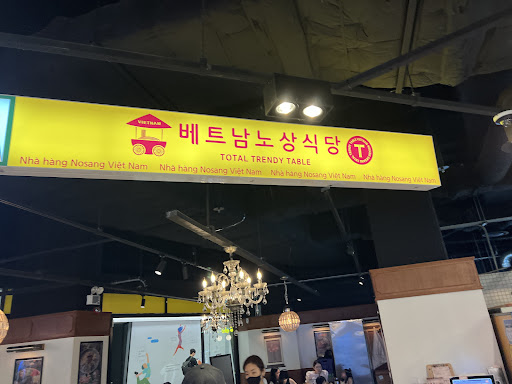 VIETNAM
베트남노상식당
T
TOTAL TRENDY TABLE
Nhà hàng Nosang Việt Nam Nhà hàng Nosang Việt Nam Nhà hàng Nosang Việt Nam Nhà hàng Nosang Việt Nam